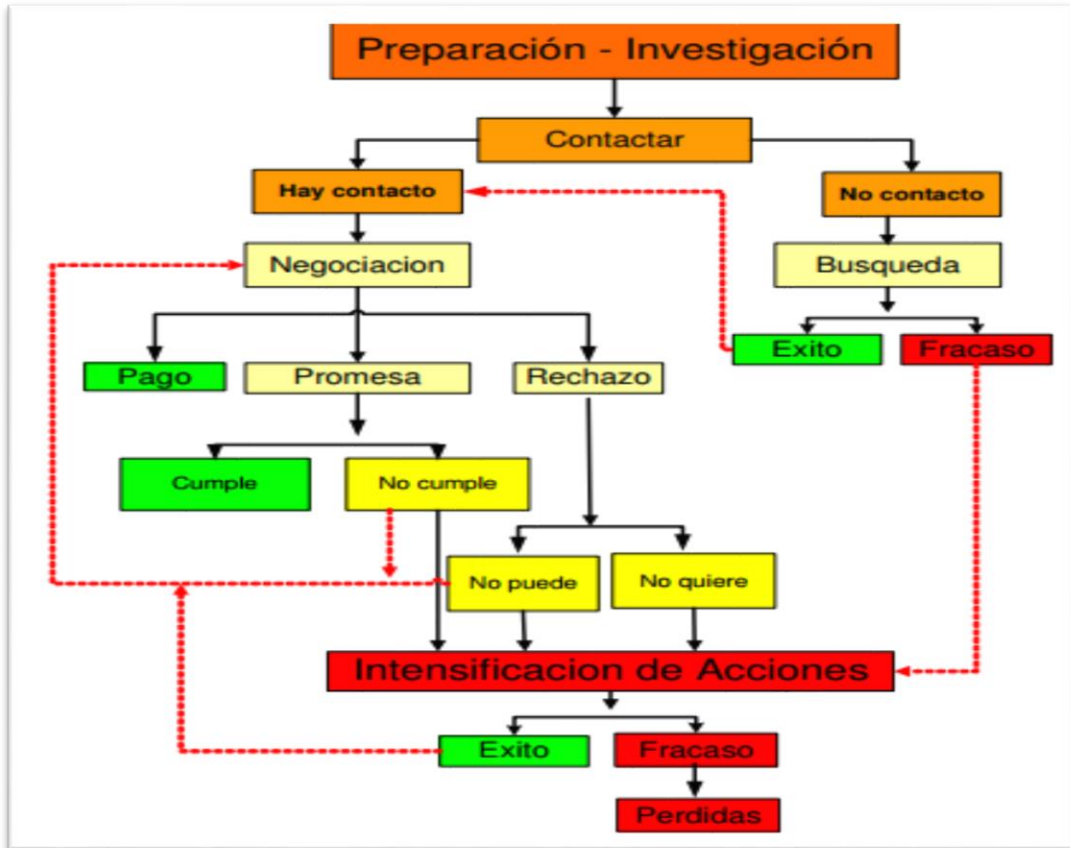 Preparación - Investigación
Contactar
Hay contacto
No contacto
Negociacion
Busqueda
Exito
Fracaso
Pago
Promesa
Rechazo
Cumple
No cumple
No puede
No quiere
Intensificacion de Acciones
Exito
Fracaso
Perdidas